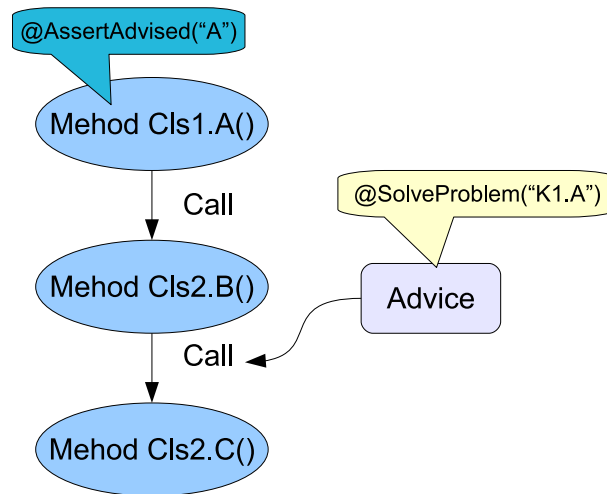 @AssertAdvised(“A”)
Mehod Cls1.A()
Call
@SolveProblem(“K1.A”)
Mehod Cls2.B()
Advice
Call
Mehod Cls2.C()